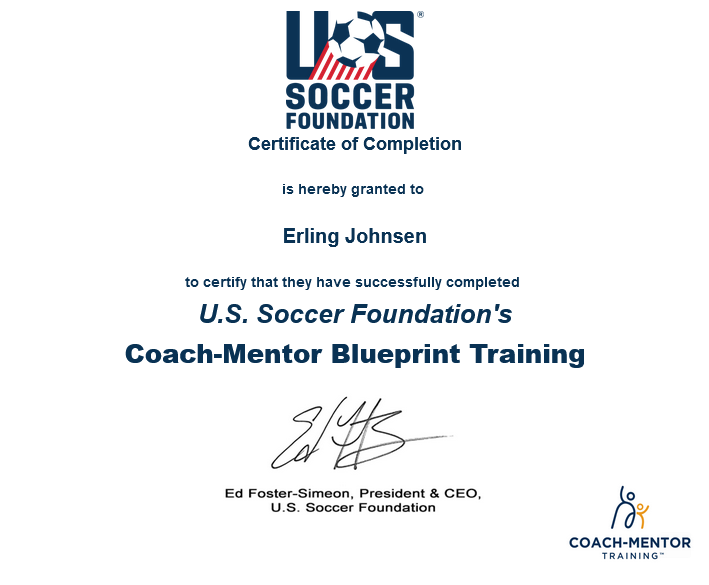 US®
SOCCER
FOUNDATION
Certificate of Completion
is hereby granted to
Erling Johnsen
to certify that they have successfully completed
U.S. Soccer Foundation's
Coach-Mentor Blueprint Training
Ed Foster-Simeon, President & CEO,
U.S. Soccer Foundation
COACH-MENTOR
TRAINING™